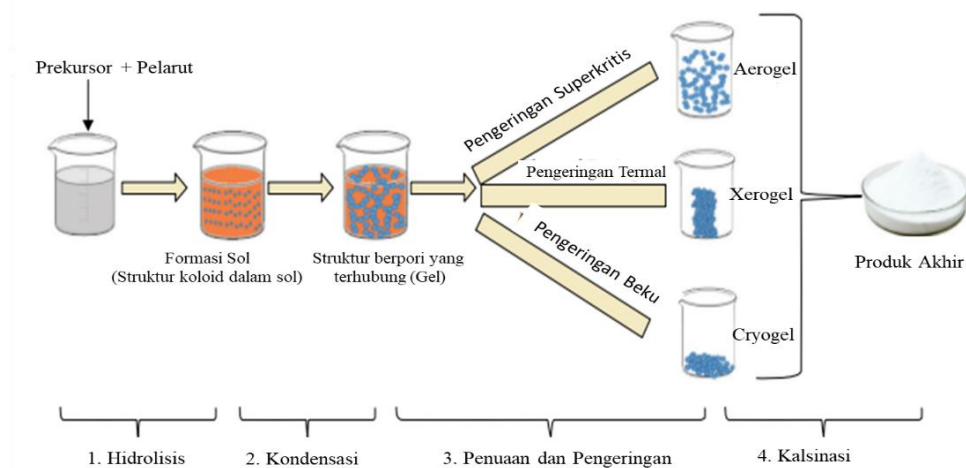 Prekursor + Pelarut
Formasi Sol
(Struktur koloid dalam sol)
Struktur berpori yang
terhubung (Gel)
Pengeringan Superkritis
Pengeringan Termal
Pengeringan Beku
Aerogel
Xerogel
Cryogel
Produk Akhir
1. Hidrolisis
2. Kondensasi
3. Penuaan dan Pengeringan
4. Kalsinasi